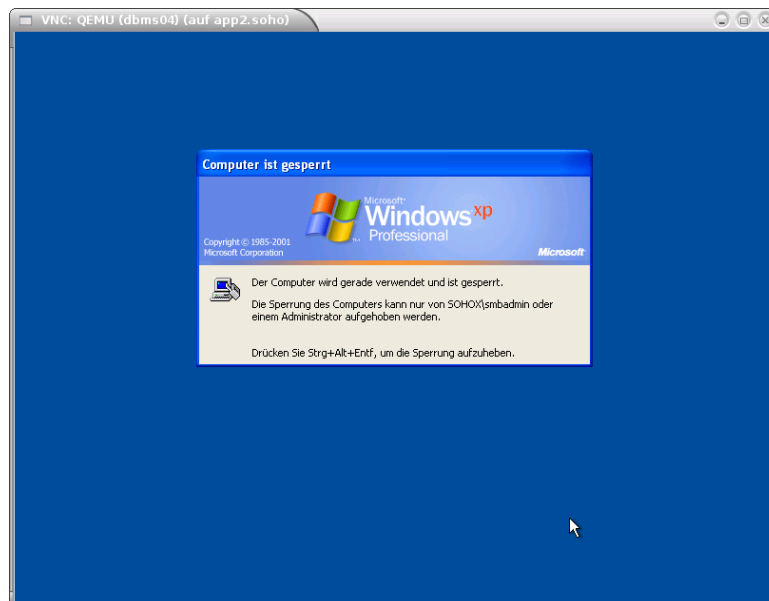 VNC: QEMU (dbms04) (auf app2.soho)
Computer ist gesperrt
Microsoft
Windows xp
Professional
Copyright © 1985-2001
Microsoft Corporation
Microsoft
Der Computer wird gerade verwendet und ist gesperrt.
Die Sperrung des Computers kann nur von SOHOX\smbadmin oder
einem Administrator aufgehoben werden.
Drücken Sie Strg+Alt+Entf, um die Sperrung aufzuheben.